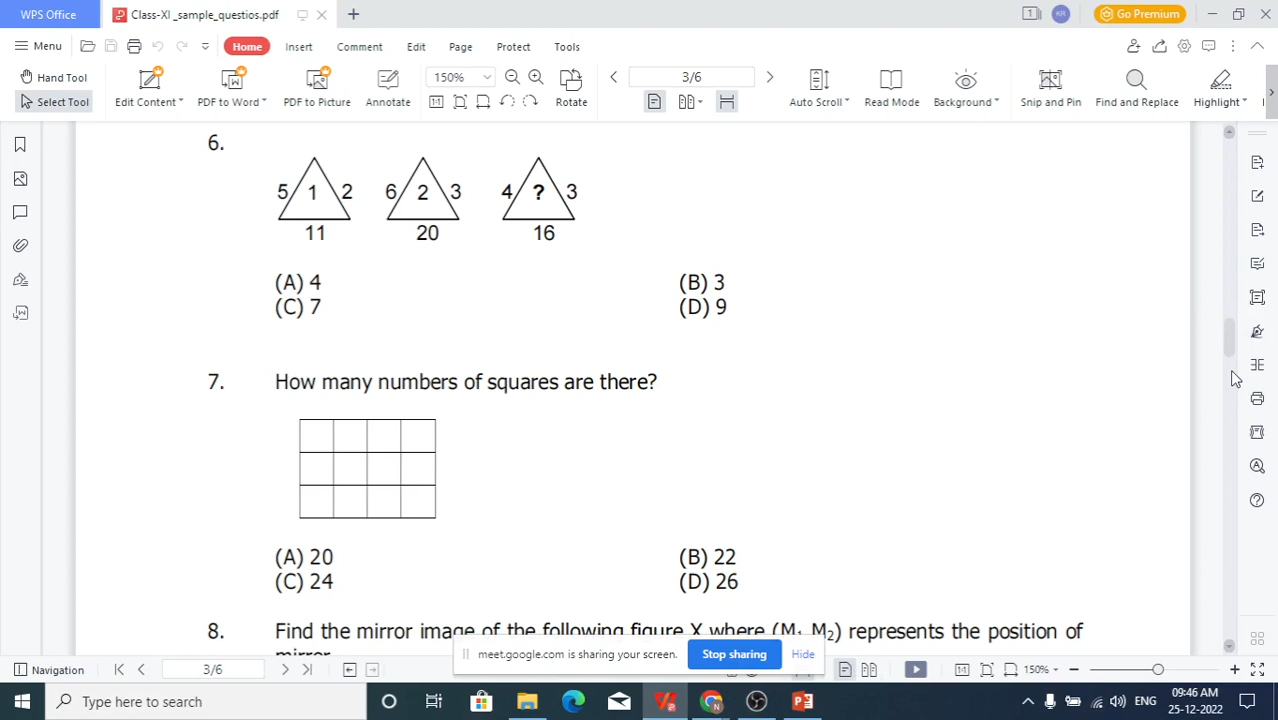 WPS Office
Class-XI _sample_questios.pdf
1
KR
Go Premium
Menu
Home
Insert
Comment
Edit
Page
Protect
Tools
Hand Tool
Select Tool
Edit Content
PDF to Word
PDF to Picture
Annotate
150%
Rotate
3/6
Auto Scroll
Read Mode
Background
Snip and Pin
Find and Replace
Highlight
6.
5 1 2 6 2 3 4 ? 3
11 20 16
(A) 4 (B) 3
(C) 7 (D) 9
7. How many numbers of squares are there?
(A) 20 (B) 22
(C) 24 (D) 26
8. Find the mirror image of the following figure X where (M₁ M₂) represents the position of
mirror
meet.google.com is sharing your screen. Stop sharing Hide
Navigation 3/6 150%
Type here to search
ENG
09:46 AM
25-12-2022